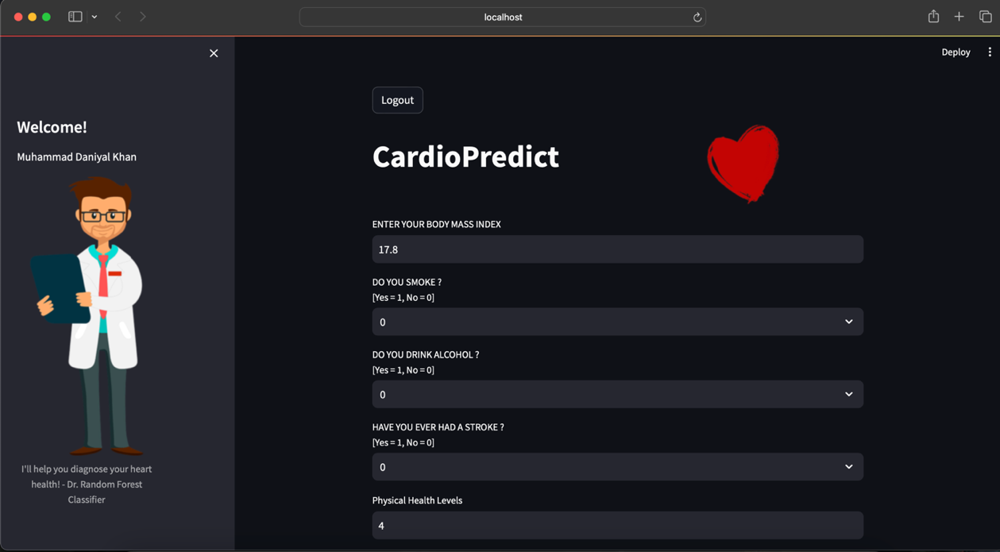 localhost
Deploy
Logout
Welcome!
Muhammad Daniyal Khan
I'll help you diagnose your heart
health! - Dr. Random Forest
Classifier
CardioPredict
ENTER YOUR BODY MASS INDEX
17.8
DO YOU SMOKE ?
[Yes = 1, No = 0]
0
DO YOU DRINK ALCOHOL ?
[Yes = 1, No = 0]
0
HAVE YOU EVER HAD A STROKE ?
[Yes = 1, No = 0]
0
Physical Health Levels
4